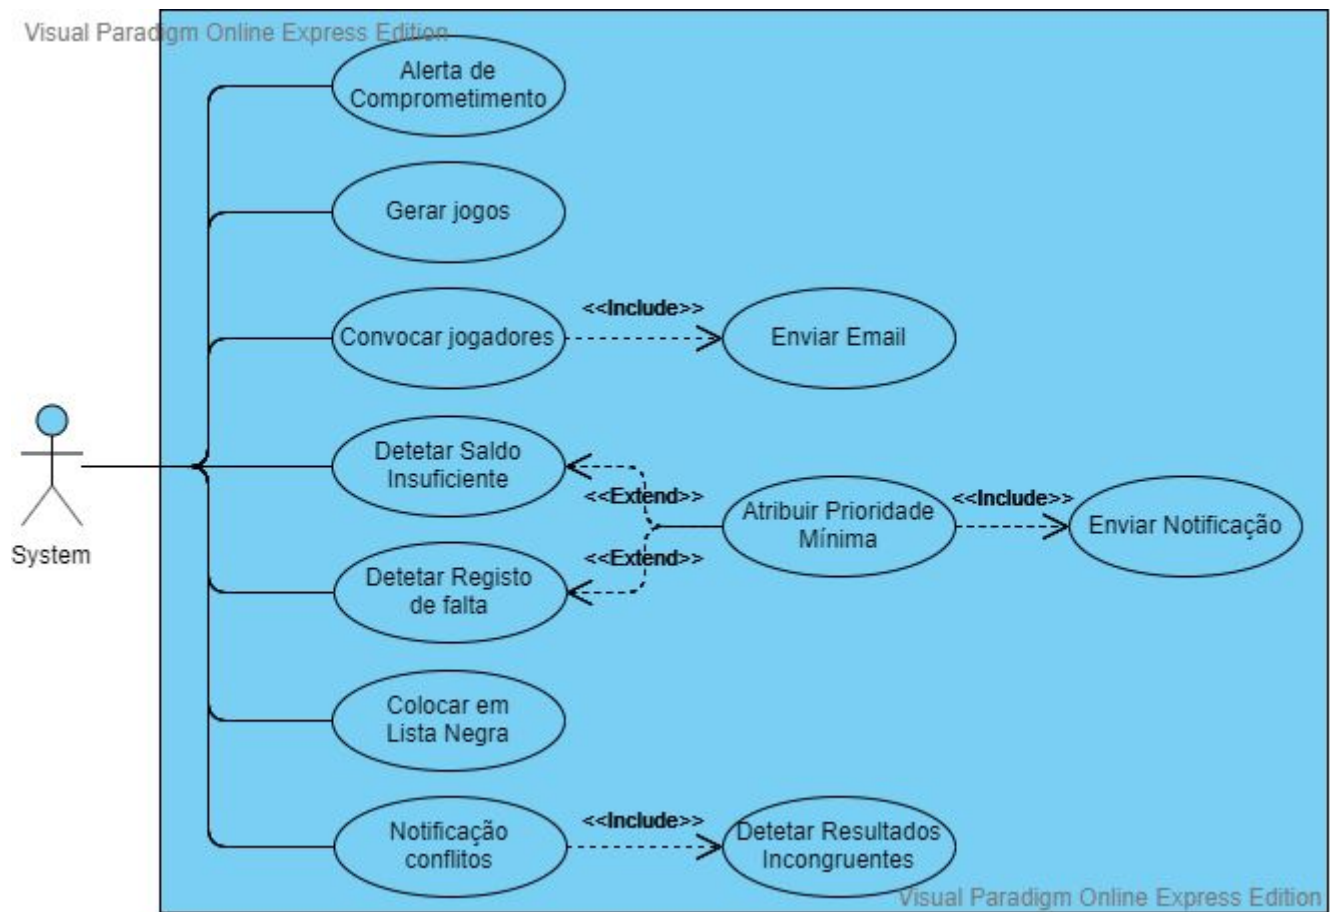 Visual Paradigm Online Express Edition
Alerta de
Comprometimento
Gerar jogos
<<Include>>
Convocar jogadores
Enviar Email
Detetar Saldo
Insuficiente
<<Extend>>
Atribuir Prioridade
Mínima
<<Include>>
Enviar Notificação
System
<<Extend>>
Detetar Registo
de falta
Colocar em
Lista Negra
Notificação
conflitos
<<Include>>
Detetar Resultados
Incongruentes
Visual Paradigm Online Express Edition